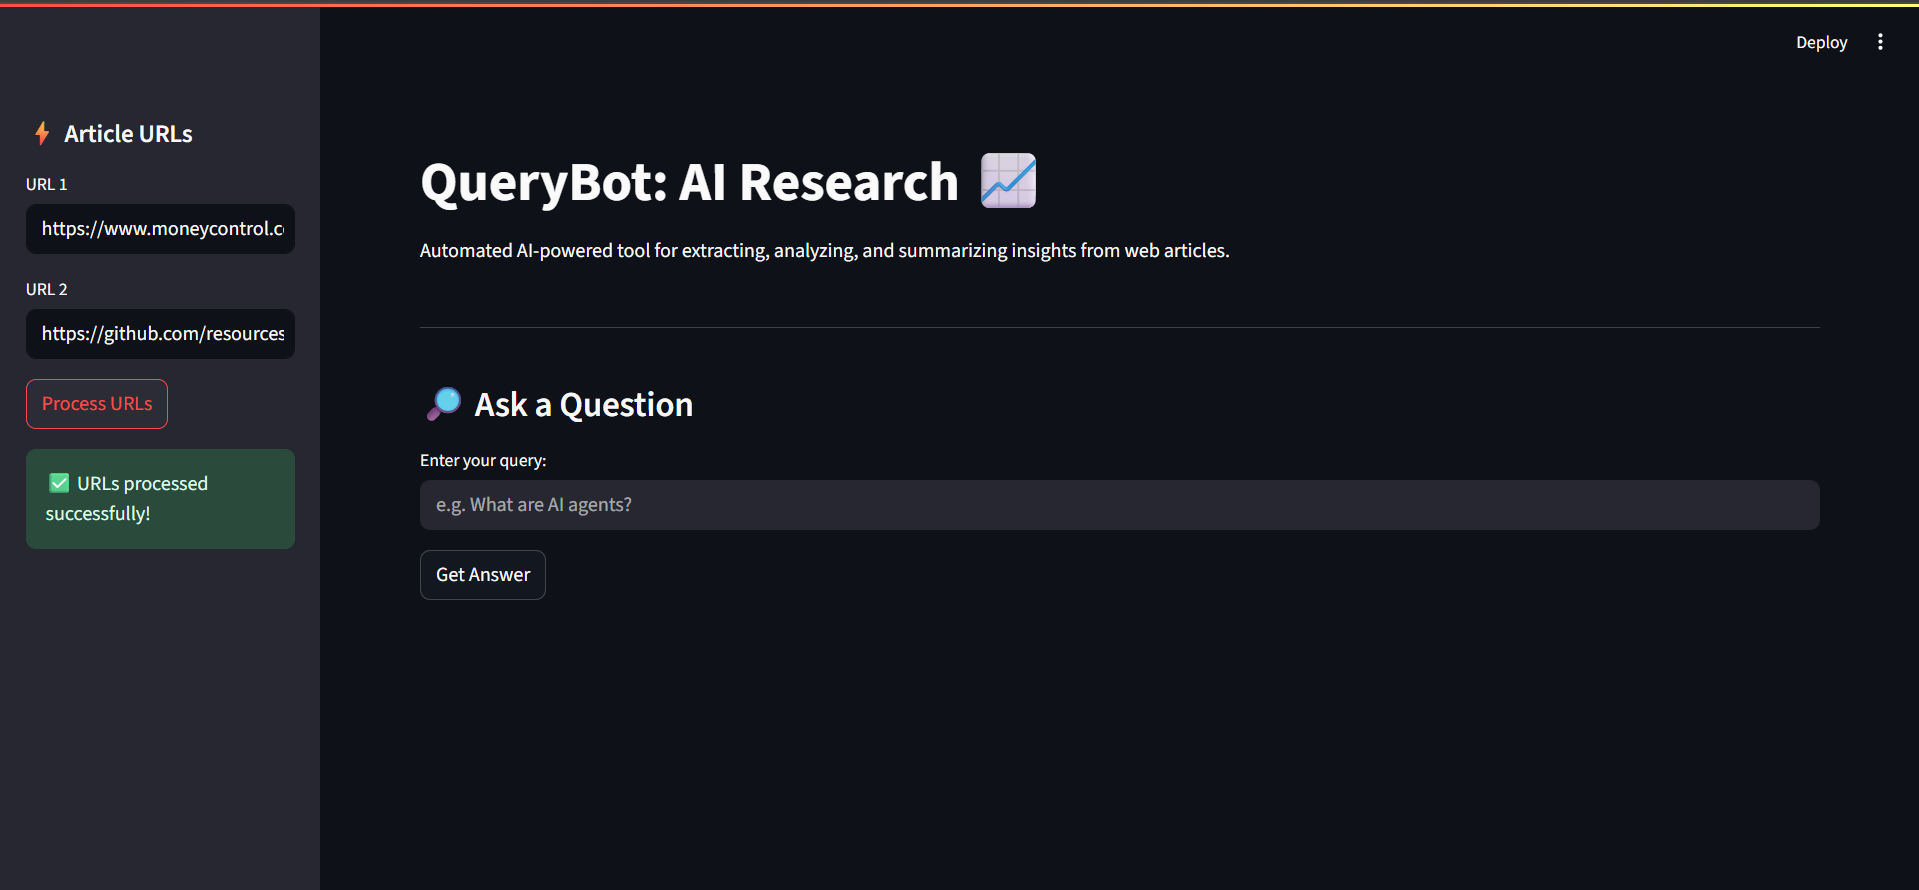 Deploy
⚡ Article URLs
URL 1
https://www.moneycontrol.c
URL 2
https://github.com/resources
Process URLs
✅ URLs processed
successfully!
QueryBot: AI Research 📈
Automated AI-powered tool for extracting, analyzing, and summarizing insights from web articles.
🔎 Ask a Question
Enter your query:
e.g. What are AI agents?
Get Answer